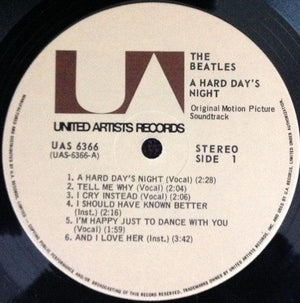 THE
BEATLES
A HARD DAY'S
NIGHT
Original Motion Picture
Soundtrack
UA
UNITED ARTISTS RECORDS
UAS 6366
(UAS-6366-A)
STEREO
SIDE 1
1. A HARD DAY'S NIGHT (Vocal) (2:28)
2. TELL ME WHY (Vocal) (2:04)
3. I CRY INSTEAD (Vocal) (2:06)
4. I SHOULD HAVE KNOWN BETTER
(Inst.) (2:16)
5. I'M HAPPY JUST TO DANCE WITH YOU
(Vocal) (1:59)
6. AND I LOVE HER (Inst.) (3:42)